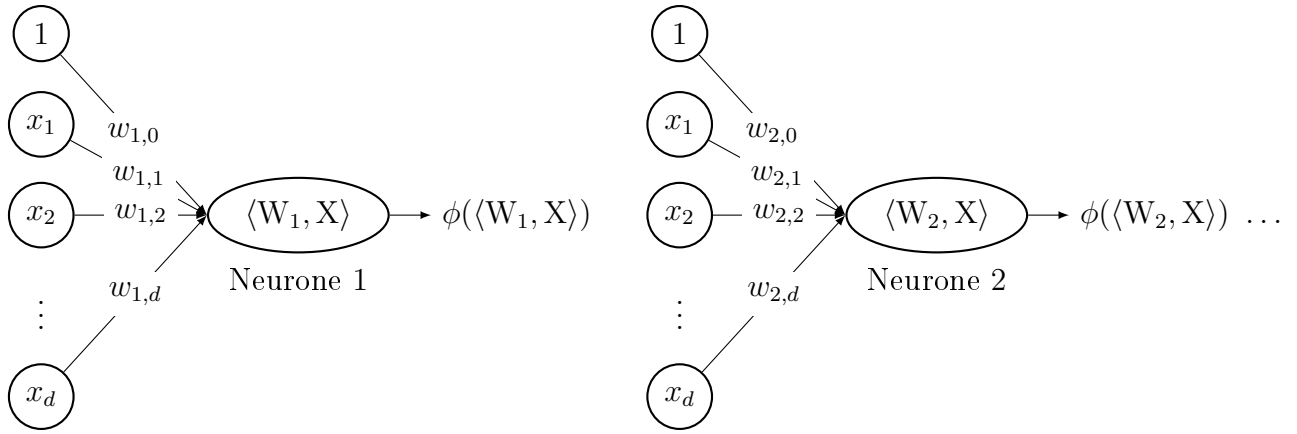 1
x_1
x_2
⋮
x_d
w_{1,0}
w_{1,1}
w_{1,2}
w_{1,d}
⟨W_1, X⟩
Neurone 1
ϕ(⟨W_1, X⟩)
1
x_1
x_2
⋮
x_d
w_{2,0}
w_{2,1}
w_{2,2}
w_{2,d}
⟨W_2, X⟩
Neurone 2
ϕ(⟨W_2, X⟩) …